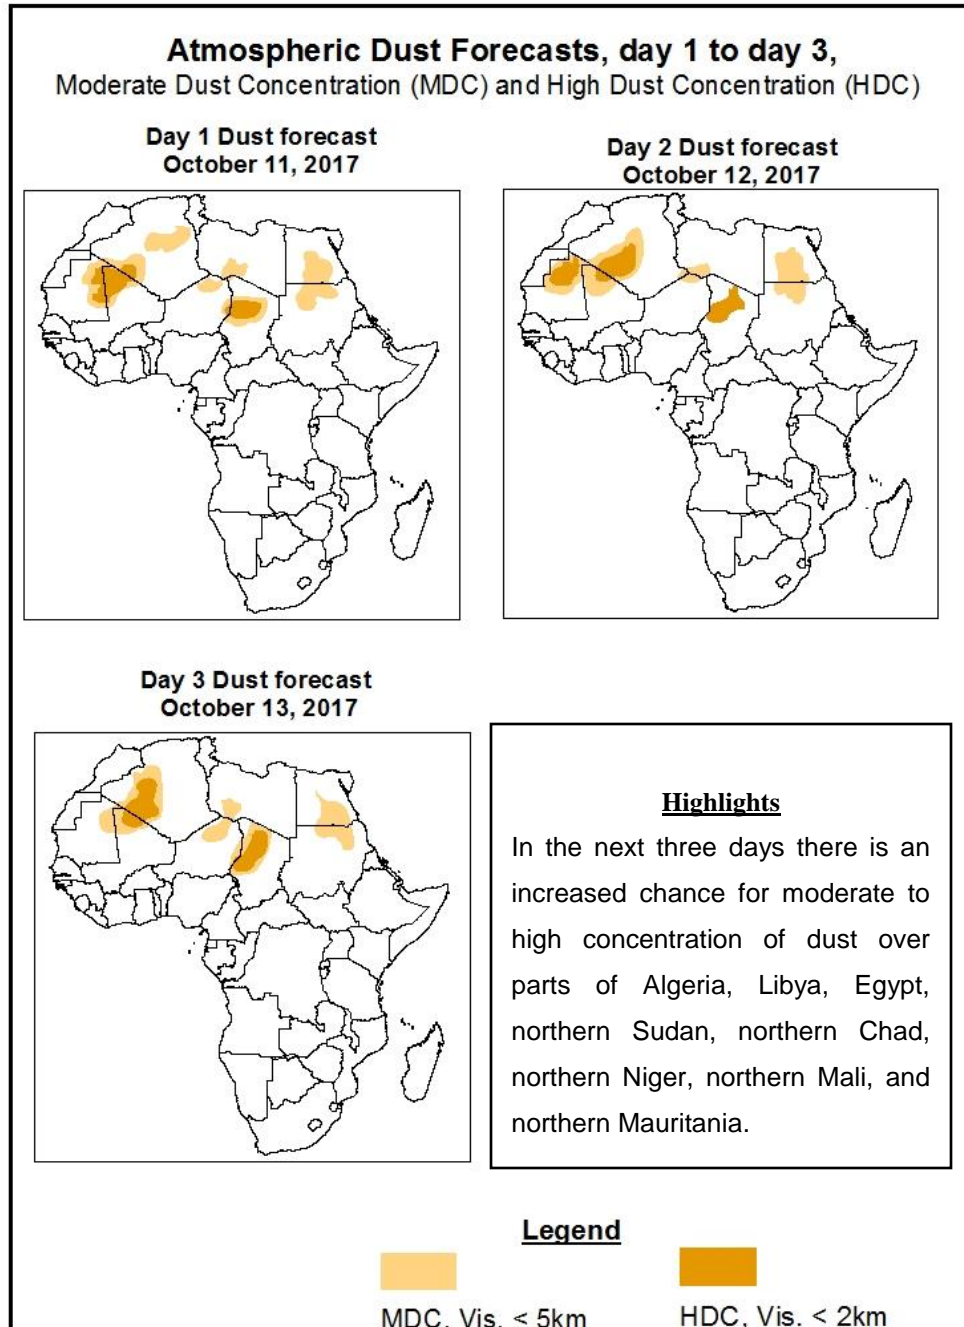 Atmospheric Dust Forecasts, day 1 to day 3,
Moderate Dust Concentration (MDC) and High Dust Concentration (HDC)
Day 1 Dust forecast
October 11, 2017
Day 2 Dust forecast
October 12, 2017
Day 3 Dust forecast
October 13, 2017
Highlights
In the next three days there is an
increased chance for moderate to
high concentration of dust over
parts of Algeria, Libya, Egypt,
northern Sudan, northern Chad,
northern Niger, northern Mali, and
northern Mauritania.
Legend
MDC, Vis. < 5km
HDC, Vis. < 2km